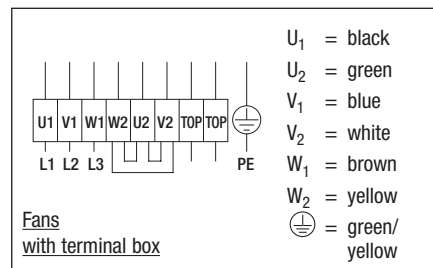 U1 V1 W1 W2 U2 V2 TOP TOP
L1 L2 L3 PE
Fans
with terminal box
U₁ = black
U₂ = green
V₁ = blue
V₂ = white
W₁ = brown
W₂ = yellow
= green/
yellow